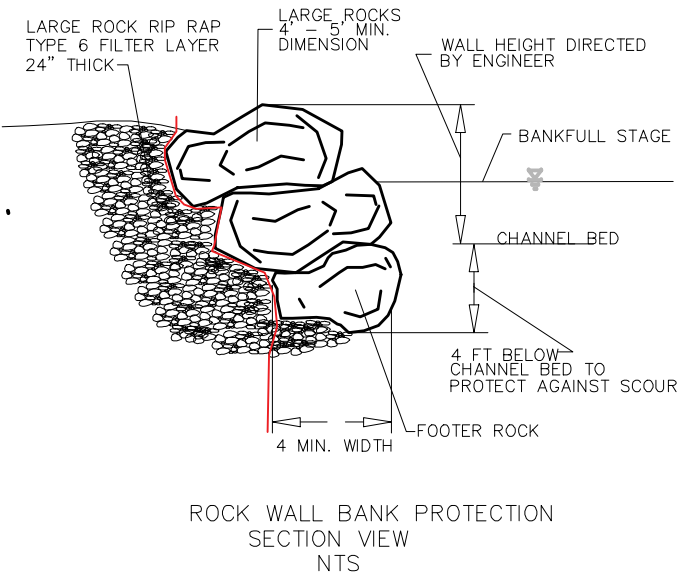 LARGE ROCK RIP RAP
TYPE 6 FILTER LAYER
24" THICK
LARGE ROCKS
4' - 5' MIN.
DIMENSION
WALL HEIGHT DIRECTED
BY ENGINEER
BANKFULL STAGE
CHANNEL BED
4 FT BELOW
CHANNEL BED TO
PROTECT AGAINST SCOUR
FOOTER ROCK
4 MIN. WIDTH
ROCK WALL BANK PROTECTION
SECTION VIEW
NTS